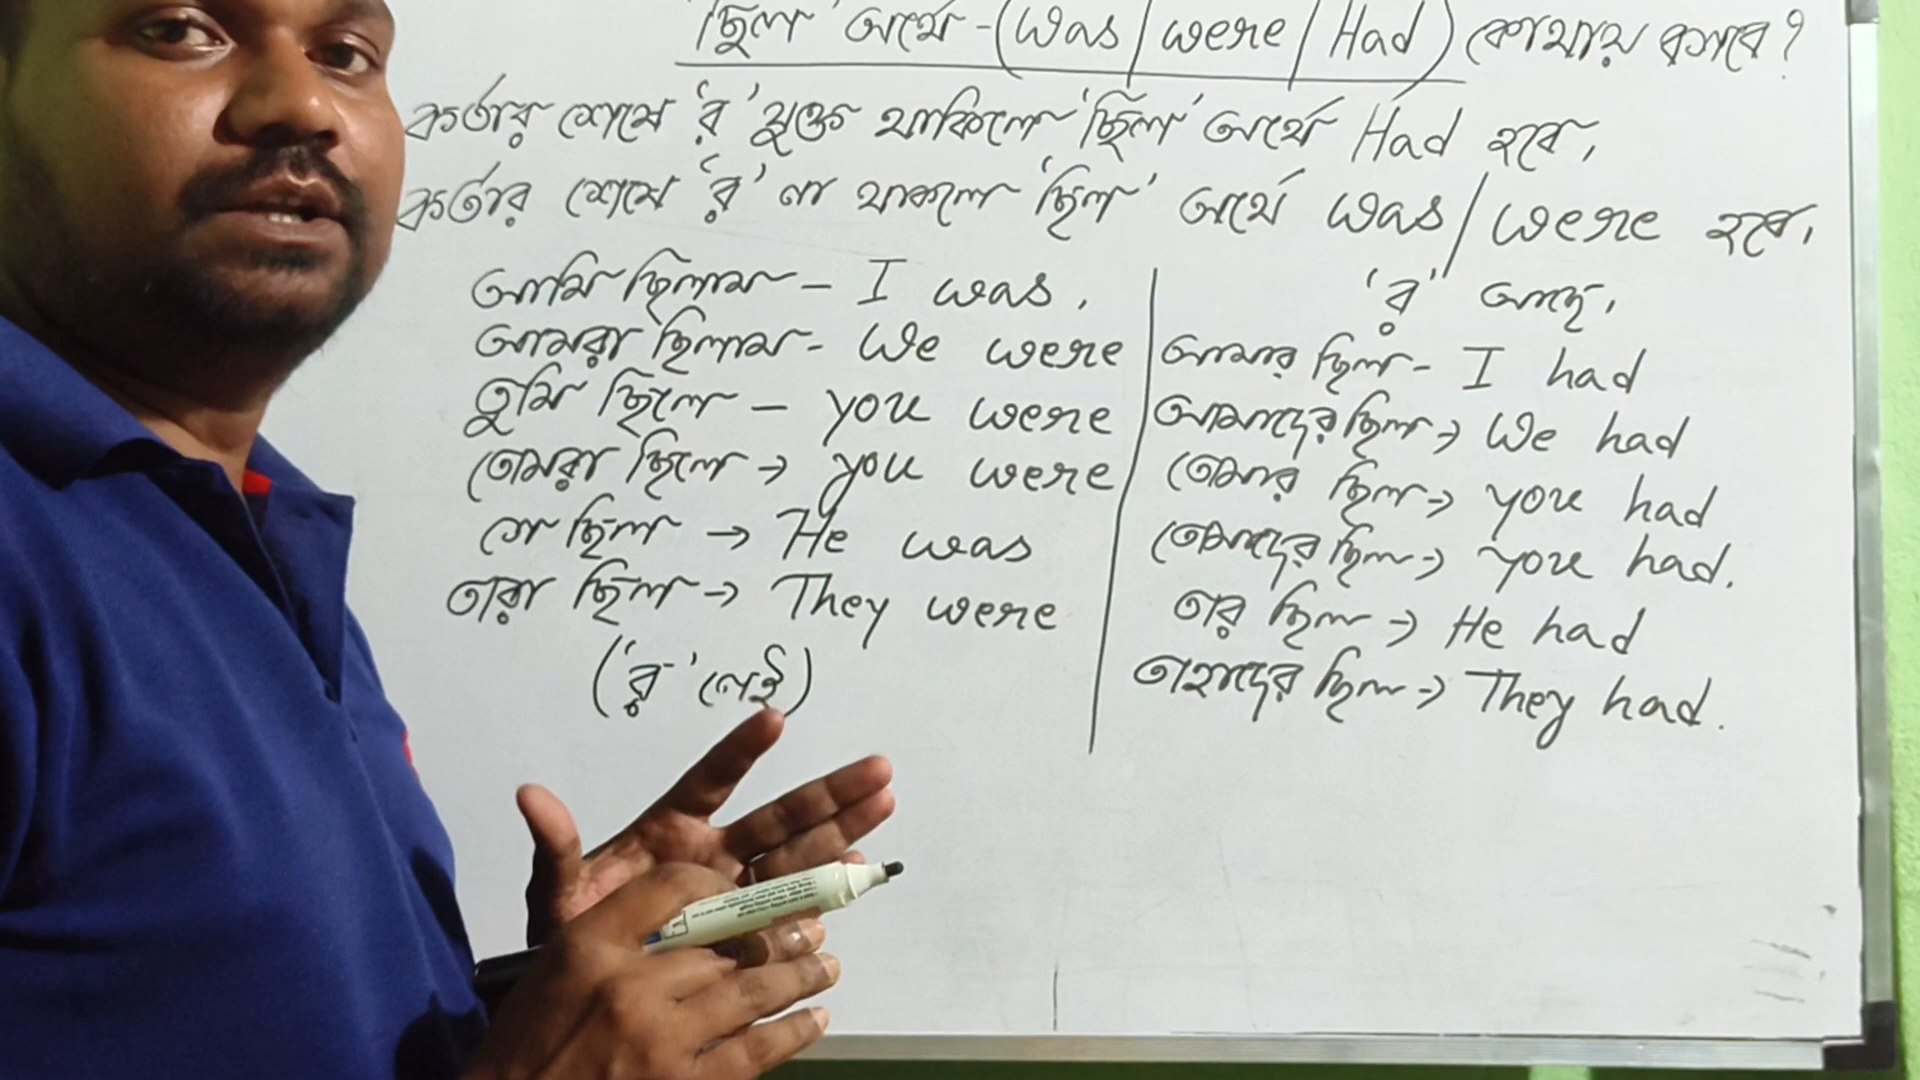 'ছিল' অর্থে - (Was | were | Had) কোথায় বসবে?
কর্তার শেষে 'র' যুক্ত থাকিলে 'ছিল' অর্থে Had হবে,
কর্তার শেষে 'র' না থাকলে 'ছিল' অর্থে was / were হবে,
আমি ছিলাম - I was.
আমরা ছিলাম - We were
তুমি ছিলে - you were
তোমরা ছিলে → you were
সে ছিল → He was
তারা ছিল → They were
('র' নেই)
'র' আছে,
আমার ছিল - I had
আমাদের ছিল → We had
তোমার ছিল → you had
তোমাদের ছিল → you had.
তার ছিল → He had
তাহাদের ছিল → They had.